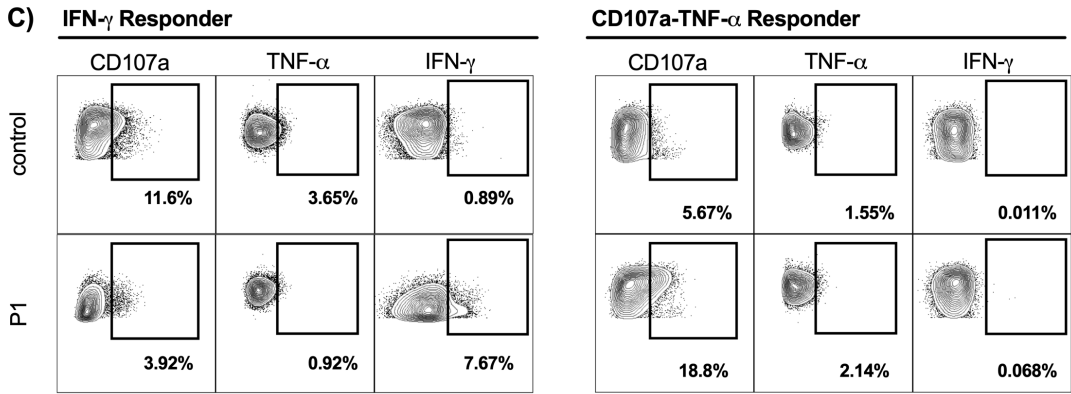 C)
IFN-γ Responder
CD107a-TNF-α Responder
CD107a TNF-α IFN-γ
CD107a TNF-α IFN-γ
control
11.6% 3.65% 0.89%
5.67% 1.55% 0.011%
P1
3.92% 0.92% 7.67%
18.8% 2.14% 0.068%